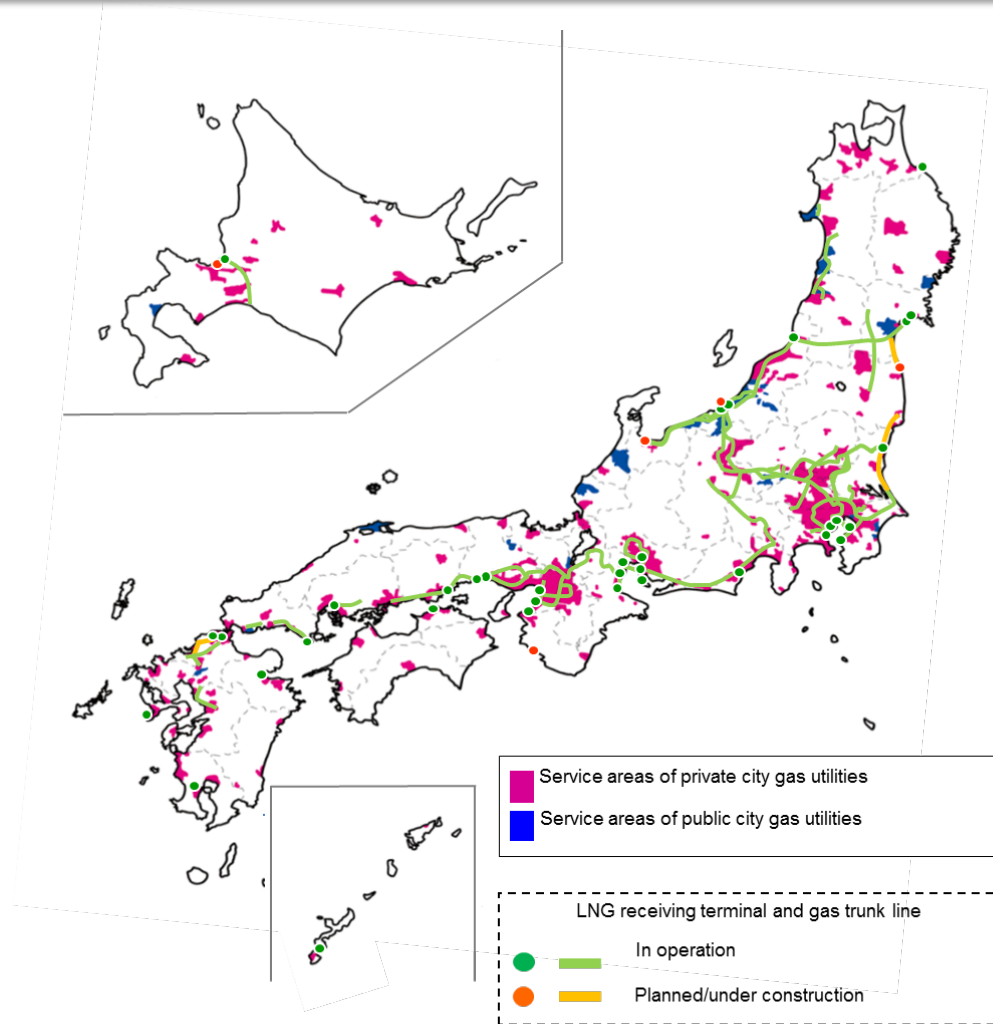 Service areas of private city gas utilities
Service areas of public city gas utilities
LNG receiving terminal and gas trunk line
In operation
Planned/under construction